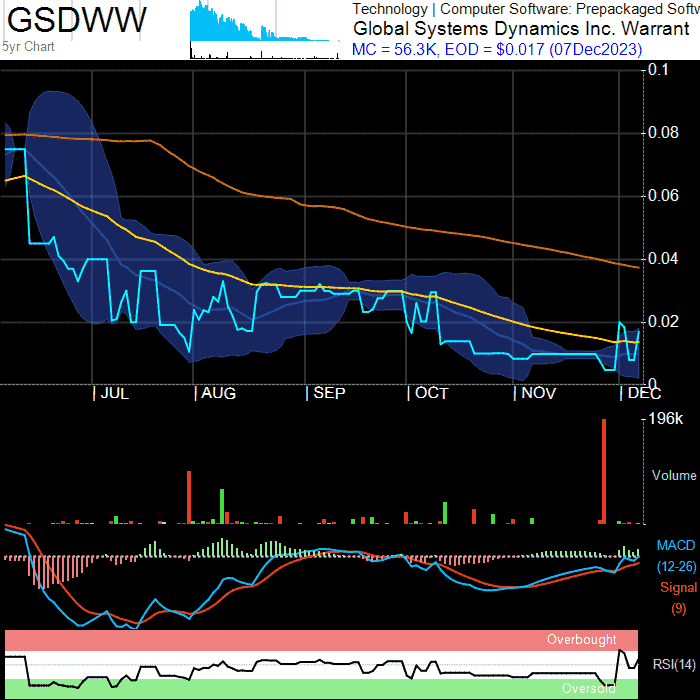 GSDWW
5yr Chart
Technology | Computer Software: Prepackaged Softw
Global Systems Dynamics Inc. Warrant
MC = 56.3K, EOD = $0.017 (07Dec2023)
0.1
0.08
0.06
0.04
0.02
0
| JUL | AUG | SEP | OCT | NOV | DEC
196k
Volume
MACD
(12-26)
Signal
(9)
Overbought
RSI(14)
Oversold